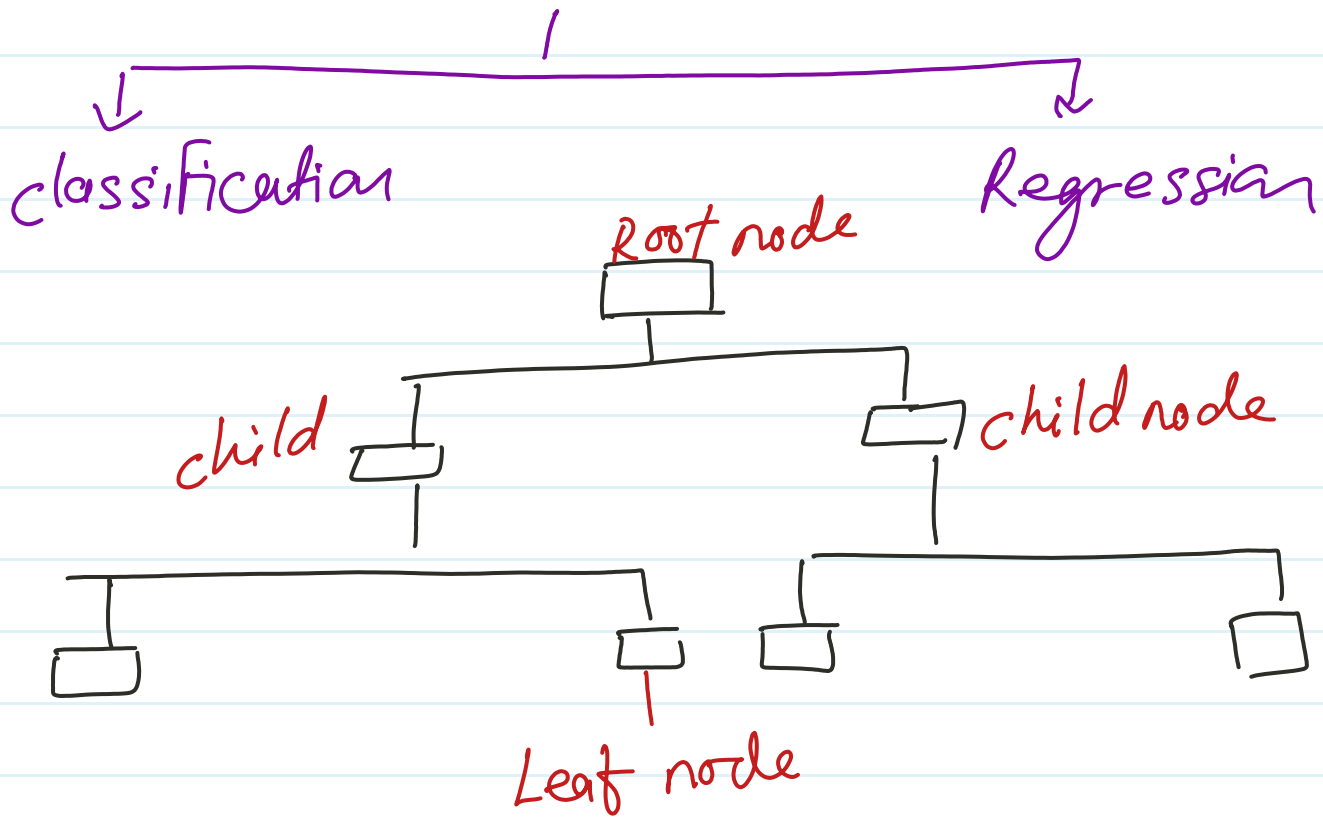 classification
Regression
Root node
child
child node
Leaf node